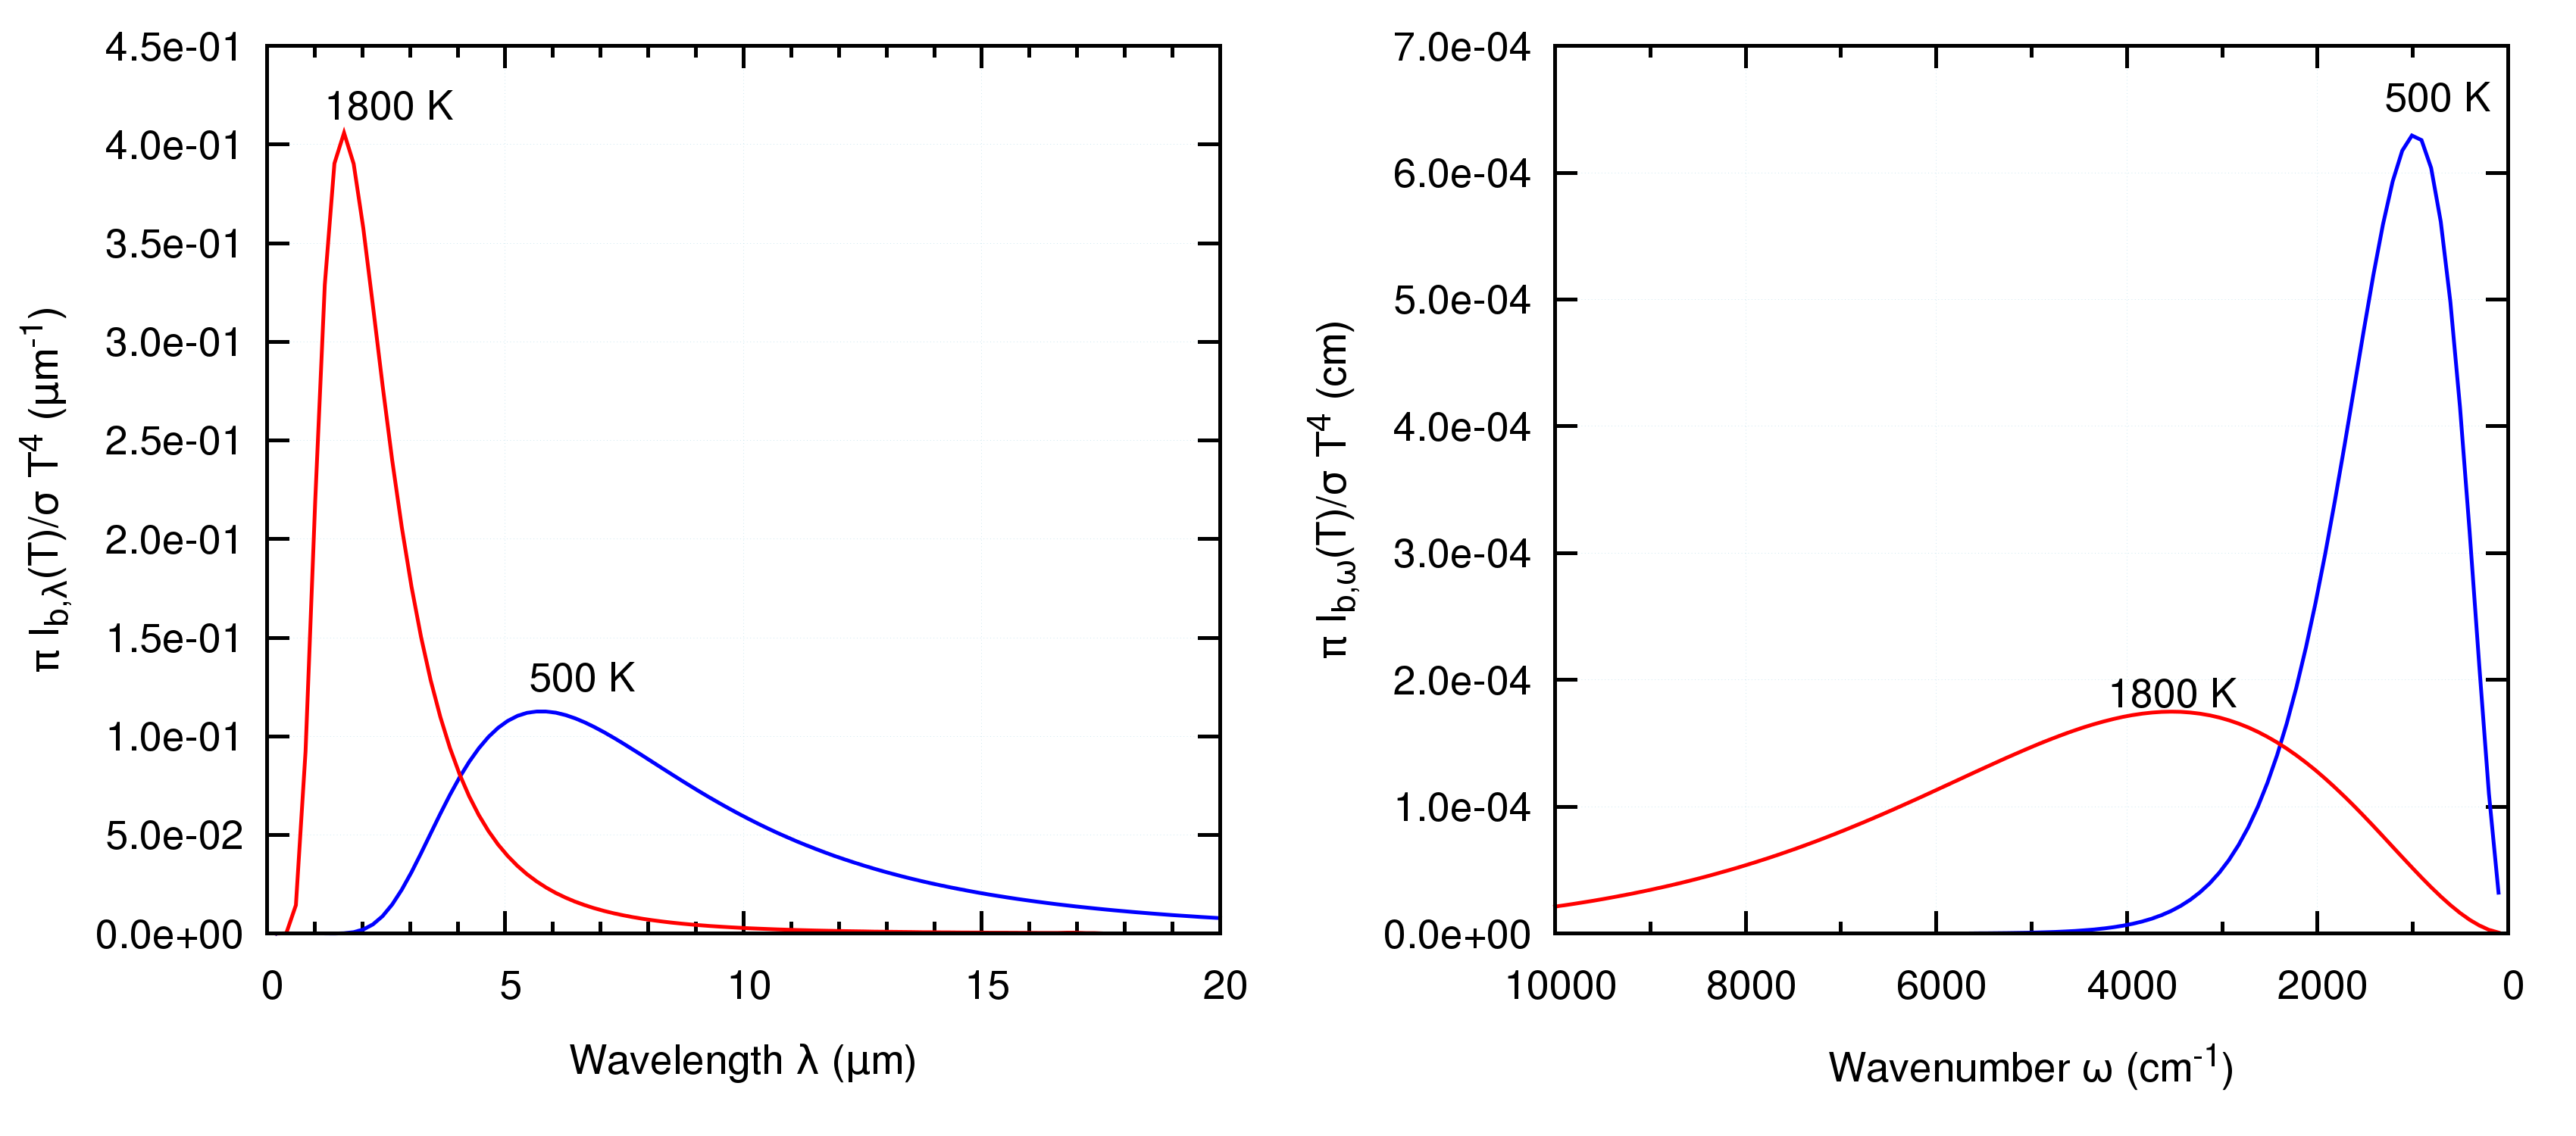 4.5e-01
4.0e-01
3.5e-01
3.0e-01
2.5e-01
2.0e-01
1.5e-01
1.0e-01
5.0e-02
0.0e+00
π I_b,λ(T)/σ T^4 (μm^-1)
1800 K
500 K
0 5 10 15 20
Wavelength λ (μm)
7.0e-04
6.0e-04
5.0e-04
4.0e-04
3.0e-04
2.0e-04
1.0e-04
0.0e+00
π I_b,ω(T)/σ T^4 (cm)
500 K
1800 K
10000 8000 6000 4000 2000 0
Wavenumber ω (cm^-1)